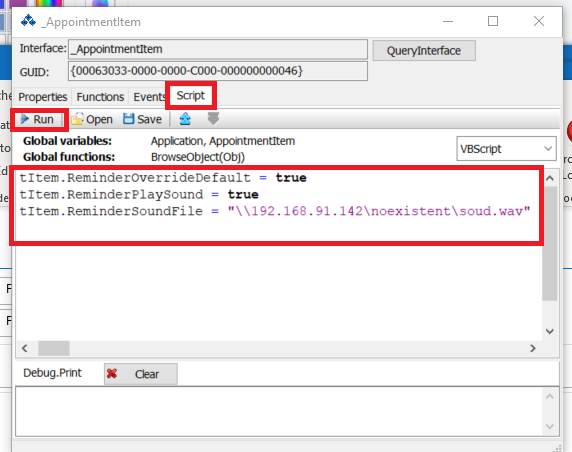 _AppointmentItem
Interface: _AppointmentItem QueryInterface
GUID: {00063033-0000-0000-C000-000000000046}
Properties Functions Events Script
Run Open Save
Global variables: Application, AppointmentItem
Global functions: BrowseObject(Obj)
VBScript
tItem.ReminderOverrideDefault = true
tItem.ReminderPlaySound = true
tItem.ReminderSoundFile = "\\192.168.91.142\noexistent\soud.wav"
Debug.Print Clear